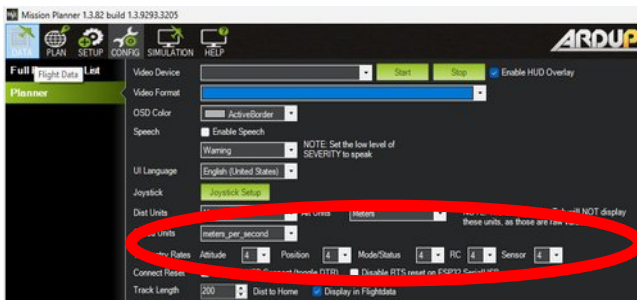 Mission Planner 1.3.82 build 1.3.9293.3205
DATA PLAN SETUP CONFIG SIMULATION HELP
ARDUP
Full List
Flight Data
Planner
Video Device Start Stop Enable HUD Overlay
Video Format
OSD Color ActiveBorder
Speech Enable Speech
Warning NOTE: Set the low level of
SEVERITY to speak
UI Language English (United States)
Joystick Joystick Setup
Dist Units Meters will NOT display
these units, as those are raw
Units meters_per_second
Rates Attitude 4 Position 4 Mode/Status 4 RC 4 Sensor 4
Connect Reset Disable RTS reset on ESP32 SerialUSB
Track Length 200 Dist to Home Display in Flightdata